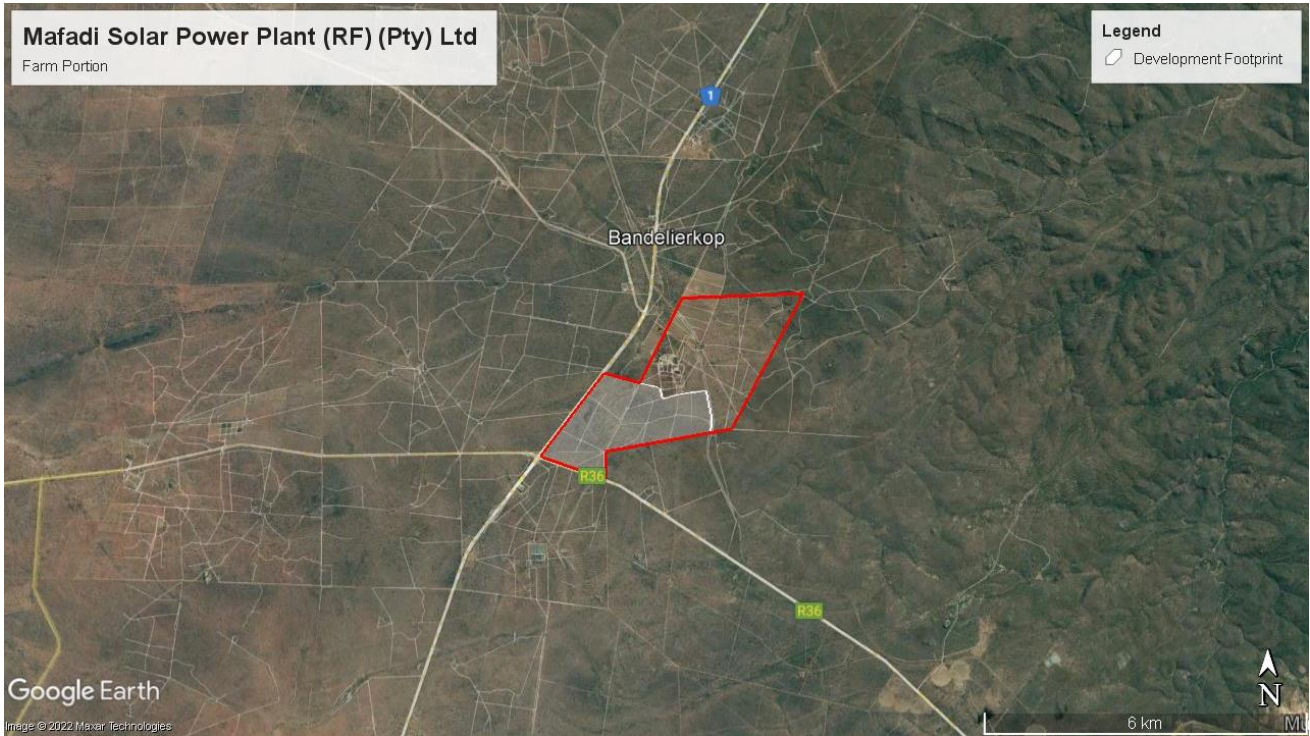 Mafadi Solar Power Plant (RF) (Pty) Ltd
Farm Portion
Legend
Development Footprint
1
Bandelierkop
R36
R36
Google Earth
Image © 2022 Maxar Technologies
N
6 km